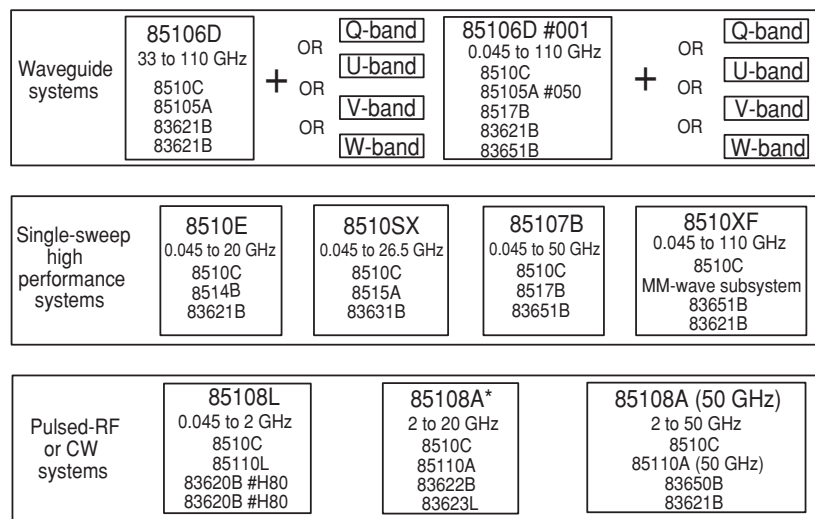 Waveguide
systems
85106D
33 to 110 GHz
8510C
85105A
83621B
83621B
+
OR
OR
OR
Q-band
U-band
V-band
W-band
85106D #001
0.045 to 110 GHz
8510C
85105A #050
8517B
83621B
83651B
+
OR
OR
OR
Q-band
U-band
V-band
W-band
Single-sweep
high
performance
systems
8510E
0.045 to 20 GHz
8510C
8514B
83621B
8510SX
0.045 to 26.5 GHz
8510C
8515A
83631B
85107B
0.045 to 50 GHz
8510C
8517B
83651B
8510XF
0.045 to 110 GHz
8510C
MM-wave subsystem
83651B
83621B
Pulsed-RF
or CW
systems
85108L
0.045 to 2 GHz
8510C
85110L
83620B #H80
83620B #H80
85108A*
2 to 20 GHz
8510C
85110A
83622B
83623L
85108A (50 GHz)
2 to 50 GHz
8510C
85110A (50 GHz)
83650B
83621B